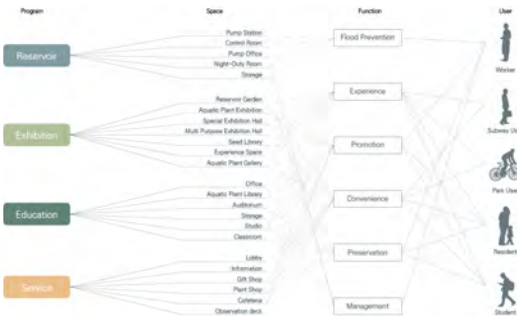 Program Space Function User
Reservoir
Pump Station
Control Room
Pump Office
Night-Duty Room
Storage
Exhibition
Reservoir Garden
Aquatic Plant Exhibition
Special Exhibition Hall
Multi Purpose Exhibition Hall
Seed Library
Experience Space
Aquatic Plant Gallery
Education
Office
Aquatic Plant Library
Auditorium
Storage
Studio
Classroom
Service
Lobby
Information
Gift Shop
Plant Shop
Cafeteria
Observation deck
Flood Prevention
Experience
Promotion
Convenience
Preservation
Management
Worker
Subway Us
Park User
Resident
Student